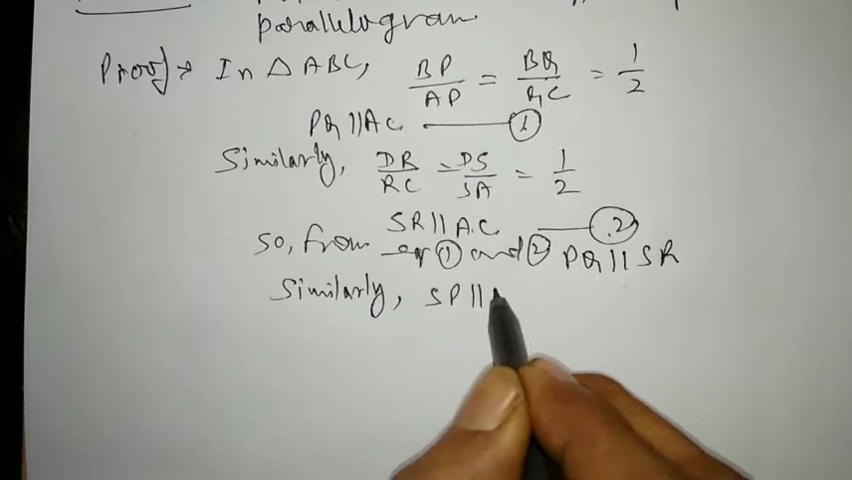 parallelogram.
Proof → In △ ABC, BP/AP = BQ/QC = 1/2
PQ || AC ——— ①
Similarly, DR/RC = DS/SA = 1/2
SR || A.C. —— ②
so, from eq ① and ② PQ || SR
Similarly, SP ||